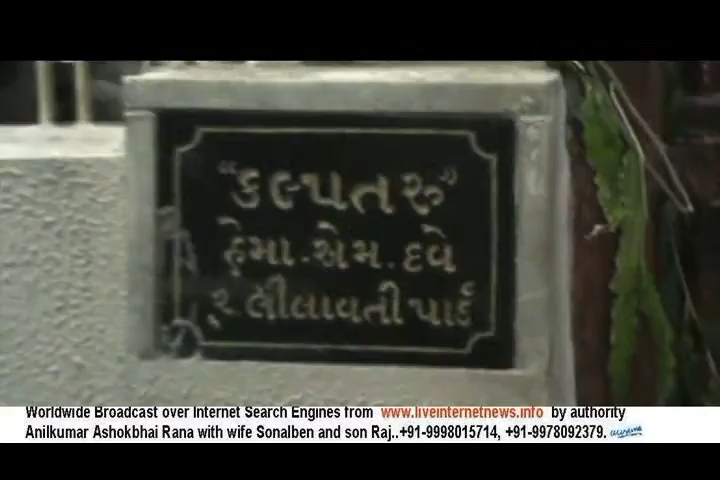 "કલ્પતરુ"
હેમા.એમ.દવે
૨ લીલાવતી પાર્ક
Worldwide Broadcast over Internet Search Engines from www.liveinternetnews.info by authority
Anilkumar Ashokbhai Rana with wife Sonalben and son Raj..+91-9998015714, +91-9978092379.